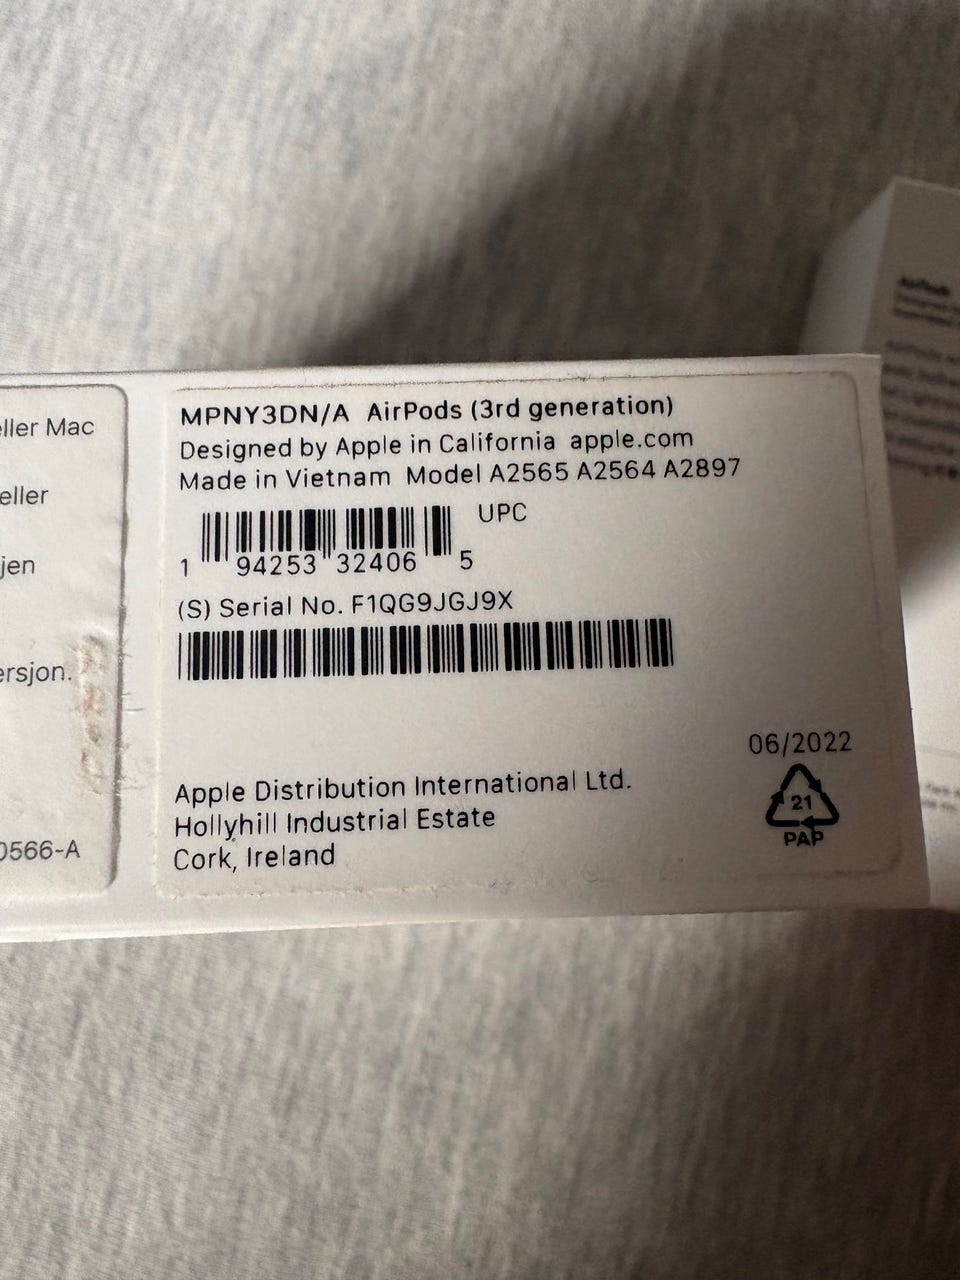 eller Mac
eller
jen
ersjon.
0566-A
MPNY3DN/A AirPods (3rd generation)
Designed by Apple in California apple.com
Made in Vietnam Model A2565 A2564 A2897
UPC
1 94253 32406 5
(S) Serial No. F1QG9JGJ9X
06/2022
Apple Distribution International Ltd.
Hollyhill Industrial Estate
Cork, Ireland
21
PAP
AirPods